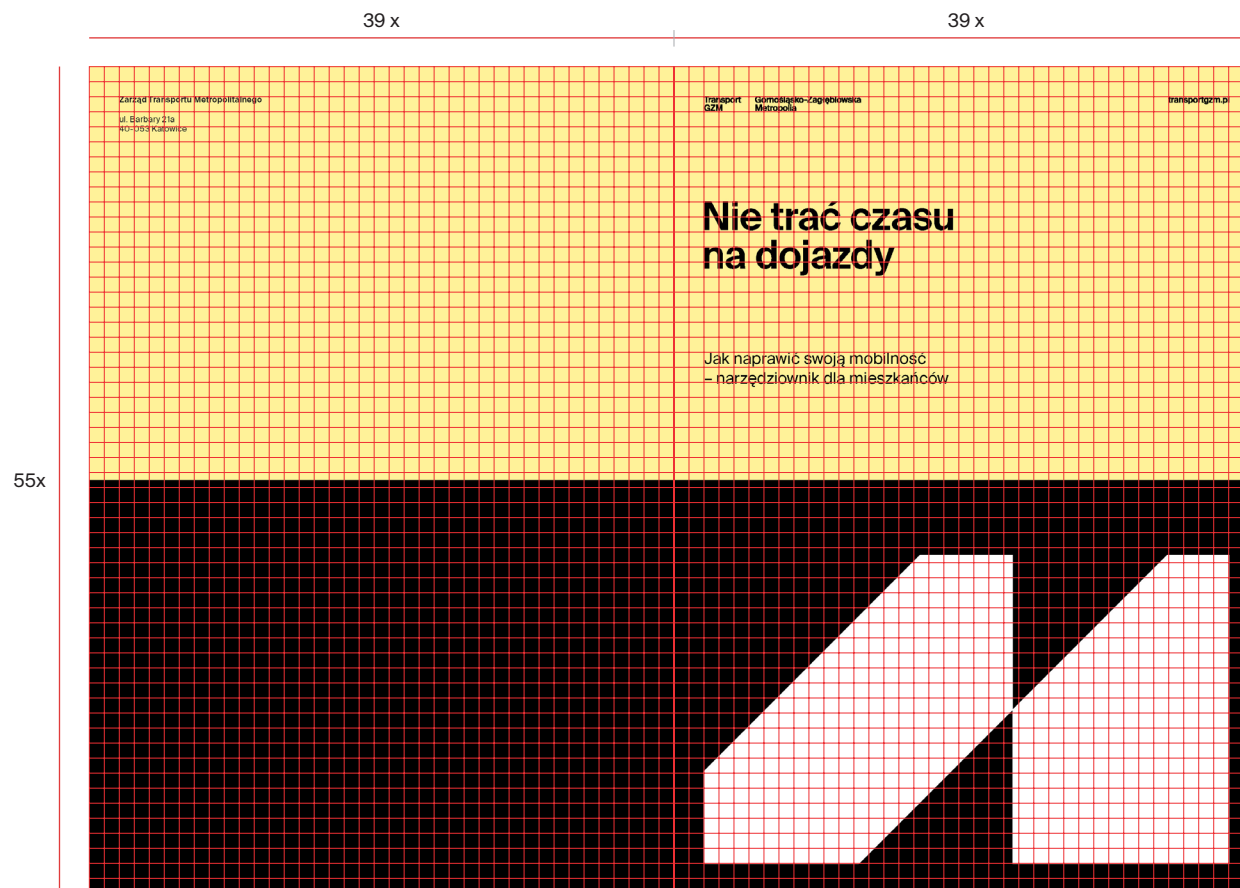 39 x
39 x
55x
Zarząd Transportu Metropolitalnego
ul. Barbary 21a
40-053 Katowice
Transport
GZM
Górnośląsko-Zagłębiowska
Metropolia
transportgzm.pl
Nie trać czasu
na dojazdy
Jak naprawić swoją mobilność
– narzędziownik dla mieszkańców